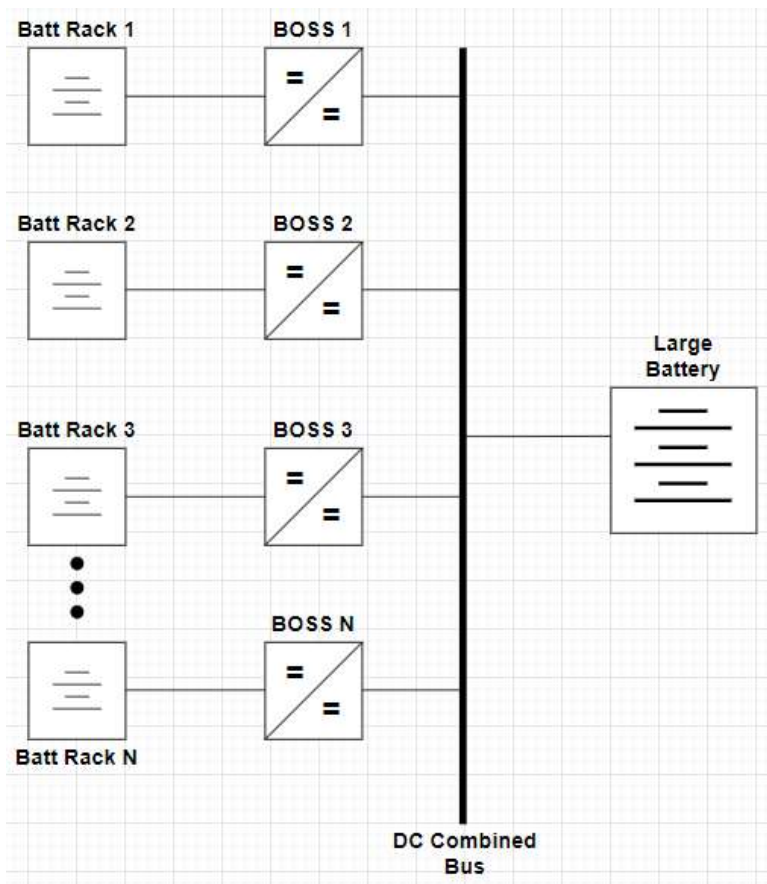 Batt Rack 1
BOSS 1
Batt Rack 2
BOSS 2
Large
Battery
Batt Rack 3
BOSS 3
BOSS N
Batt Rack N
DC Combined
Bus